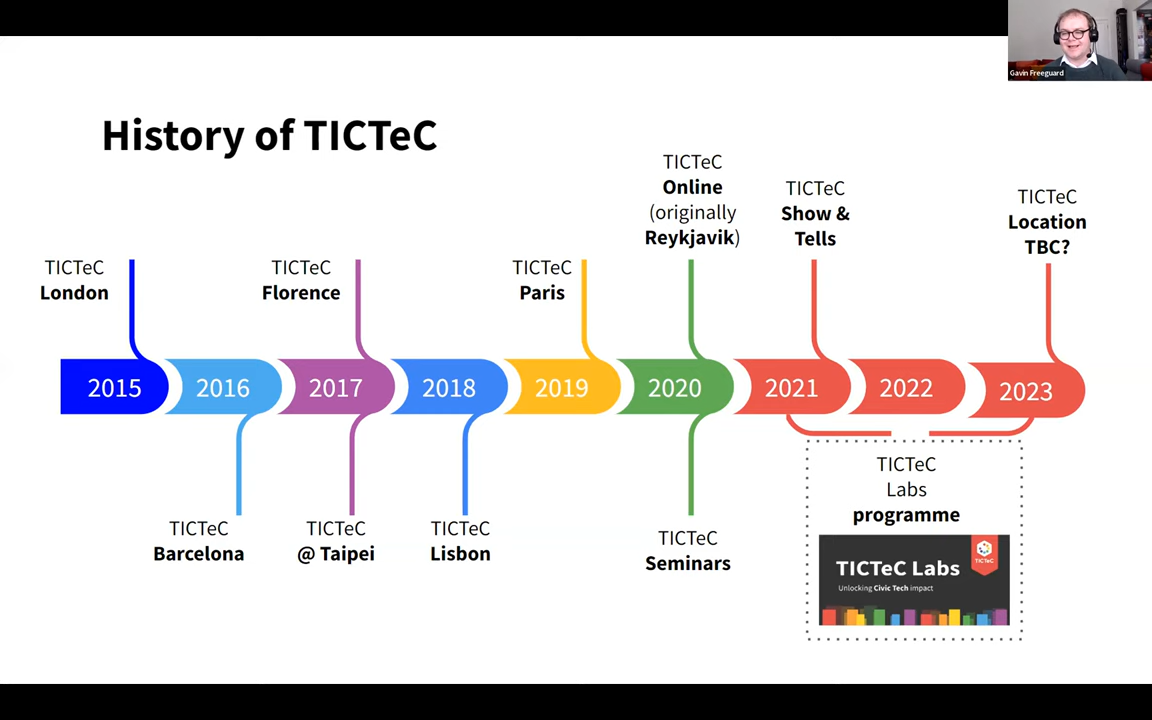 Gavin Freeguard
History of TICTeC
TICTeC
London
TICTeC
Florence
TICTeC
Paris
TICTeC
Online
(originally
Reykjavik)
TICTeC
Show &
Tells
TICTeC
Location
TBC?
2015
2016
2017
2018
2019
2020
2021
2022
2023
TICTeC
Barcelona
TICTeC
@ Taipei
TICTeC
Lisbon
TICTeC
Seminars
TICTeC
Labs
programme
TICTeC
TICTeC Labs
Unlocking Civic Tech impact